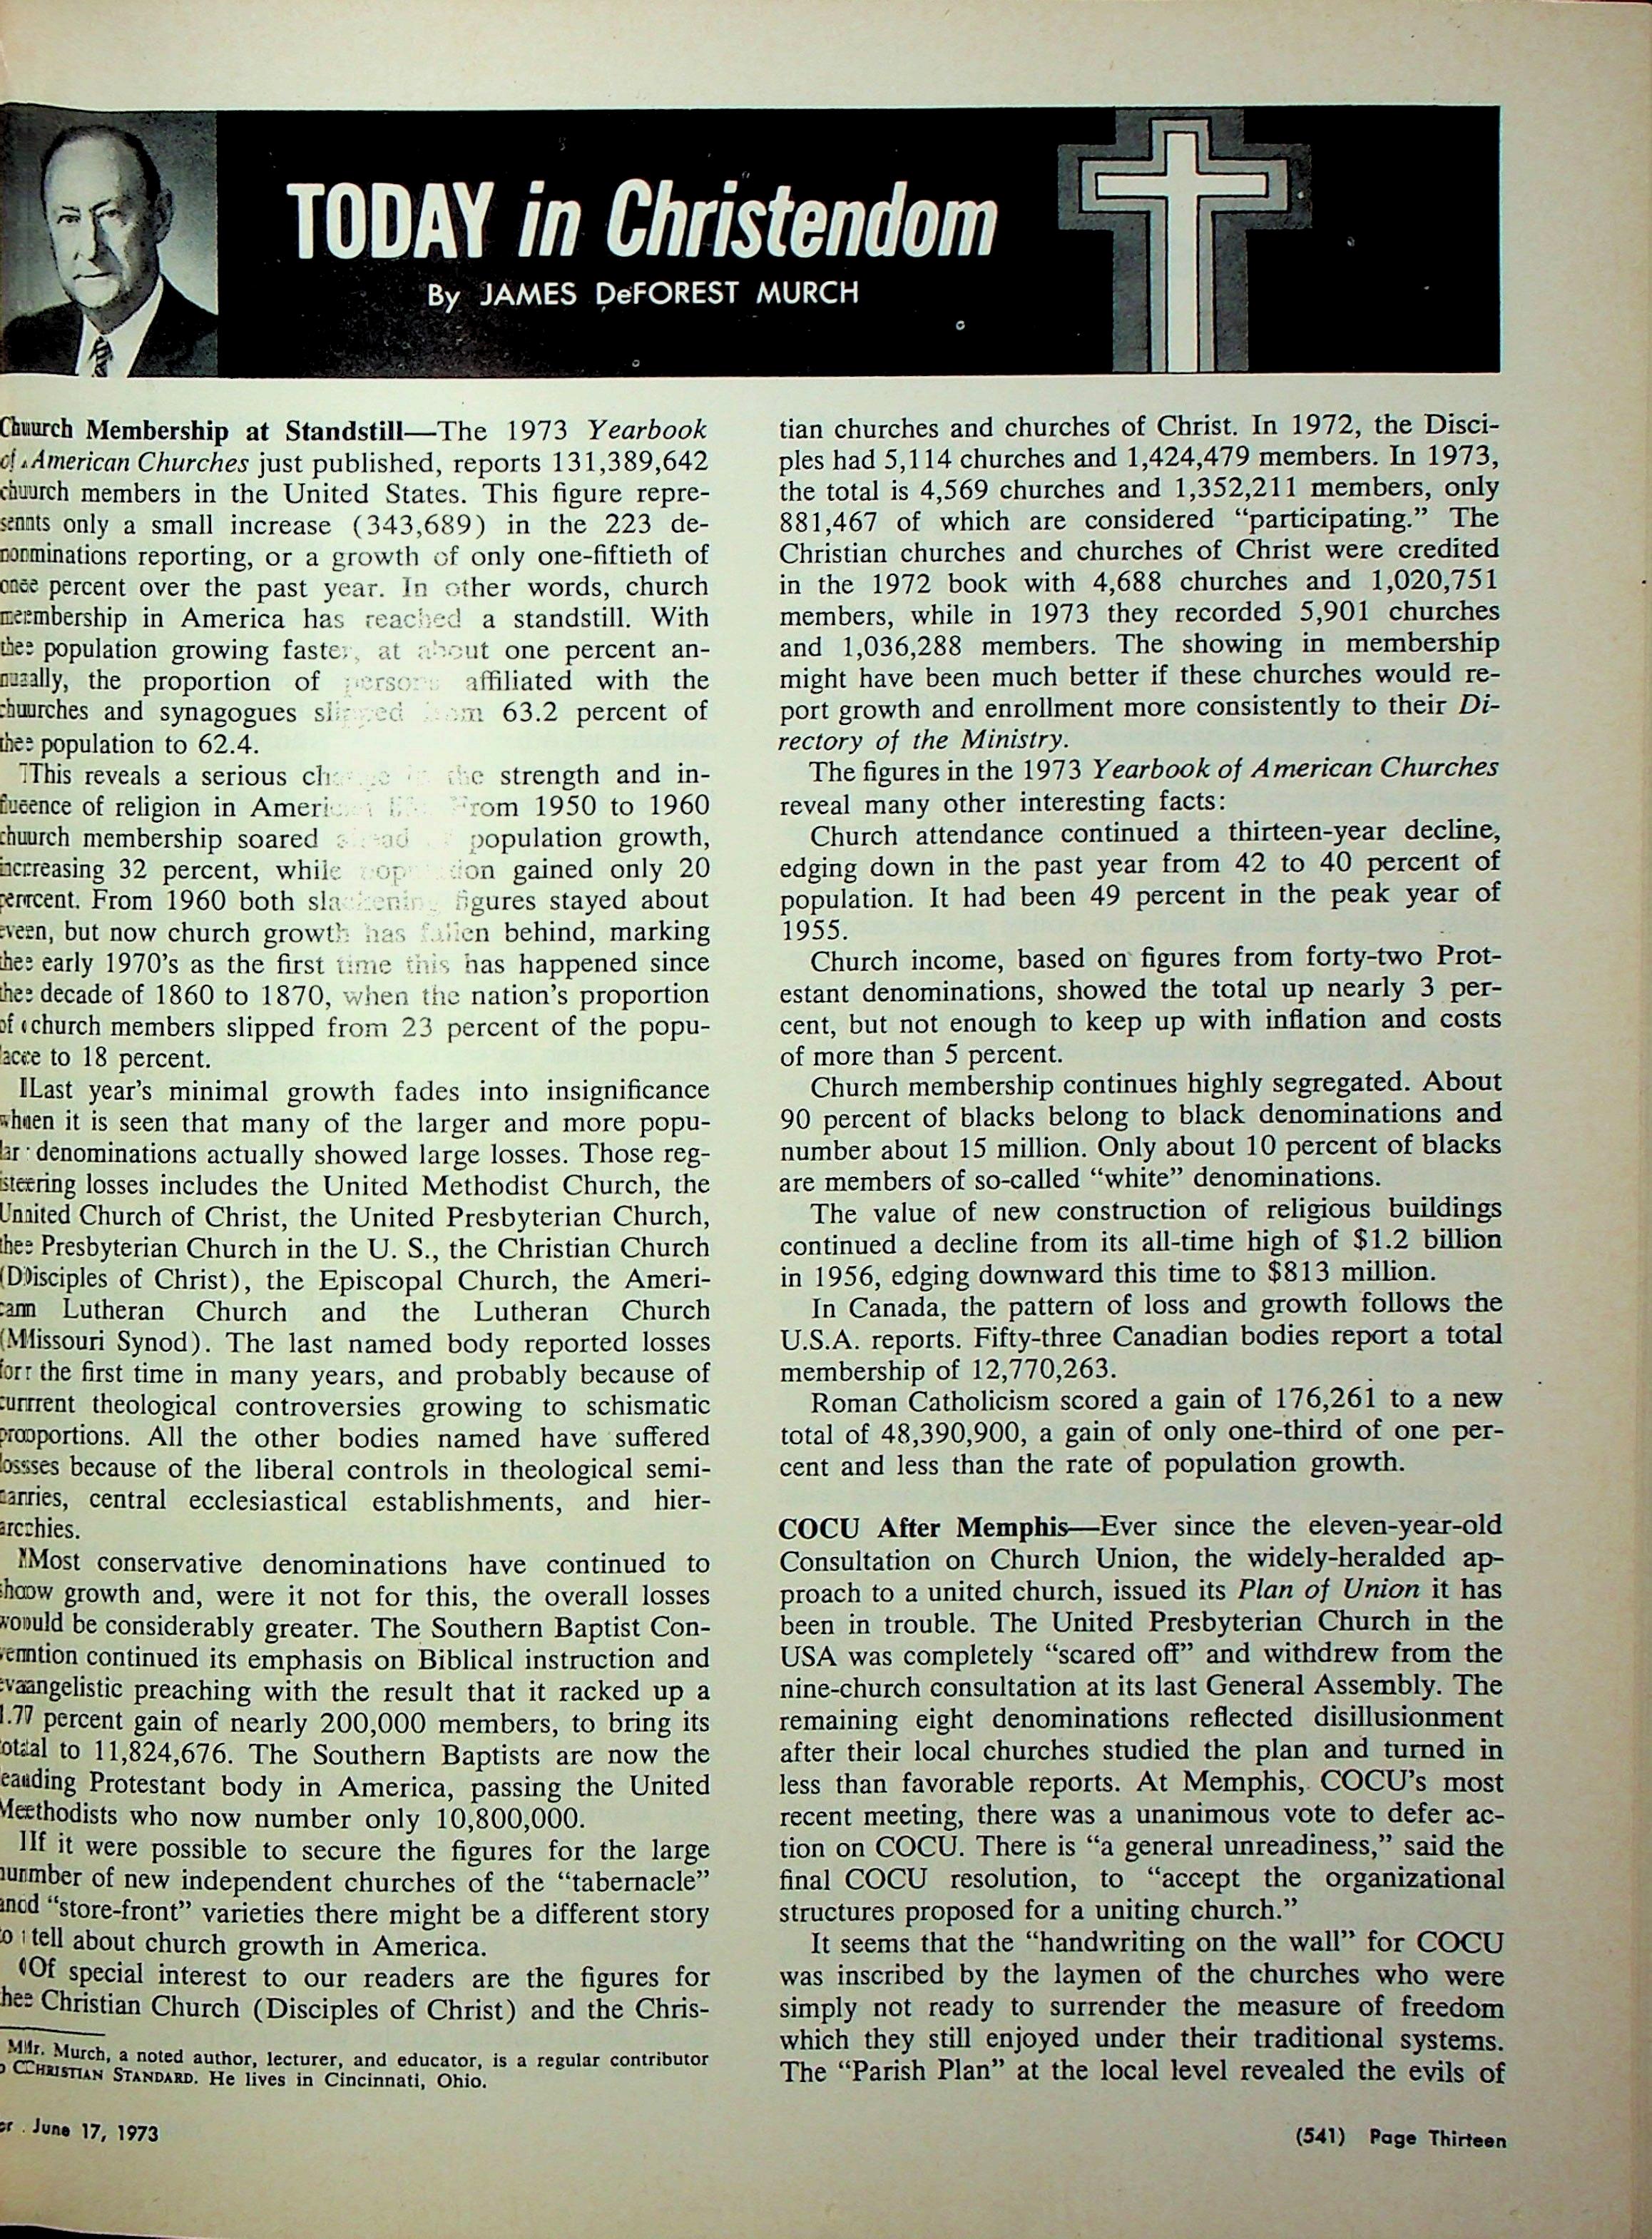 TODAY in Christendom
By JAMES DeFOREST MURCH
Church Membership at Standstill—The 1973 Yearbook
of American Churches just published, reports 131,389,642
church members in the United States. This figure repre-
sents only a small increase (343,689) in the 223 de-
nominations reporting, or a growth of only one-fiftieth of
one percent over the past year. In other words, church
membership in America has reached a standstill. With
the population growing faster, at about one percent an-
nually, the proportion of persons affiliated with the
churches and synagogues slipped from 63.2 percent of
the population to 62.4.
This reveals a serious change in the strength and in-
fluence of religion in American life. From 1950 to 1960
church membership soared ahead of population growth,
increasing 32 percent, while population gained only 20
percent. From 1960 both slackening figures stayed about
even, but now church growth has fallen behind, marking
the early 1970's as the first time this has happened since
the decade of 1860 to 1870, when the nation's proportion
of church members slipped from 23 percent of the popu-
lace to 18 percent.
Last year's minimal growth fades into insignificance
when it is seen that many of the larger and more popu-
lar denominations actually showed large losses. Those reg-
istering losses includes the United Methodist Church, the
United Church of Christ, the United Presbyterian Church,
the Presbyterian Church in the U. S., the Christian Church
(Disciples of Christ), the Episcopal Church, the Ameri-
can Lutheran Church and the Lutheran Church
(Missouri Synod). The last named body reported losses
for the first time in many years, and probably because of
current theological controversies growing to schismatic
proportions. All the other bodies named have suffered
losses because of the liberal controls in theological semi-
naries, central ecclesiastical establishments, and hier-
archies.
Most conservative denominations have continued to
show growth and, were it not for this, the overall losses
would be considerably greater. The Southern Baptist Con-
vention continued its emphasis on Biblical instruction and
evangelistic preaching with the result that it racked up a
1.7 percent gain of nearly 200,000 members, to bring its
total to 11,824,676. The Southern Baptists are now the
leading Protestant body in America, passing the United
Methodists who now number only 10,800,000.
If it were possible to secure the figures for the large
number of new independent churches of the "tabernacle"
and "store-front" varieties there might be a different story
to tell about church growth in America.
Of special interest to our readers are the figures for
the Christian Church (Disciples of Christ) and the Chris-
Mr. Murch, a noted author, lecturer, and educator, is a regular contributor
to CHRISTIAN STANDARD. He lives in Cincinnati, Ohio.
tian churches and churches of Christ. In 1972, the Disci-
ples had 5,114 churches and 1,424,479 members. In 1973,
the total is 4,569 churches and 1,352,211 members, only
881,467 of which are considered "participating." The
Christian churches and churches of Christ were credited
in the 1972 book with 4,688 churches and 1,020,751
members, while in 1973 they recorded 5,901 churches
and 1,036,288 members. The showing in membership
might have been much better if these churches would re-
port growth and enrollment more consistently to their Di-
rectory of the Ministry.
The figures in the 1973 Yearbook of American Churches
reveal many other interesting facts:
Church attendance continued a thirteen-year decline,
edging down in the past year from 42 to 40 percent of
population. It had been 49 percent in the peak year of
1955.
Church income, based on figures from forty-two Prot-
estant denominations, showed the total up nearly 3 per-
cent, but not enough to keep up with inflation and costs
of more than 5 percent.
Church membership continues highly segregated. About
90 percent of blacks belong to black denominations and
number about 15 million. Only about 10 percent of blacks
are members of so-called "white" denominations.
The value of new construction of religious buildings
continued a decline from its all-time high of $1.2 billion
in 1956, edging downward this time to $813 million.
In Canada, the pattern of loss and growth follows the
U.S.A. reports. Fifty-three Canadian bodies report a total
membership of 12,770,263.
Roman Catholicism scored a gain of 176,261 to a new
total of 48,390,900, a gain of only one-third of one per-
cent and less than the rate of population growth.
COCU After Memphis—Ever since the eleven-year-old
Consultation on Church Union, the widely-heralded ap-
proach to a united church, issued its Plan of Union it has
been in trouble. The United Presbyterian Church in the
USA was completely "scared off" and withdrew from the
nine-church consultation at its last General Assembly. The
remaining eight denominations reflected disillusionment
after their local churches studied the plan and turned in
less than favorable reports. At Memphis, COCU's most
recent meeting, there was a unanimous vote to defer ac-
tion on COCU. There is "a general unreadiness," said the
final COCU resolution, to "accept the organizational
structures proposed for a uniting church."
It seems that the "handwriting on the wall" for COCU
was inscribed by the laymen of the churches who were
simply not ready to surrender the measure of freedom
which they still enjoyed under their traditional systems.
The "Parish Plan" at the local level revealed the evils of
June 17, 1973
(541) Page Thirteen